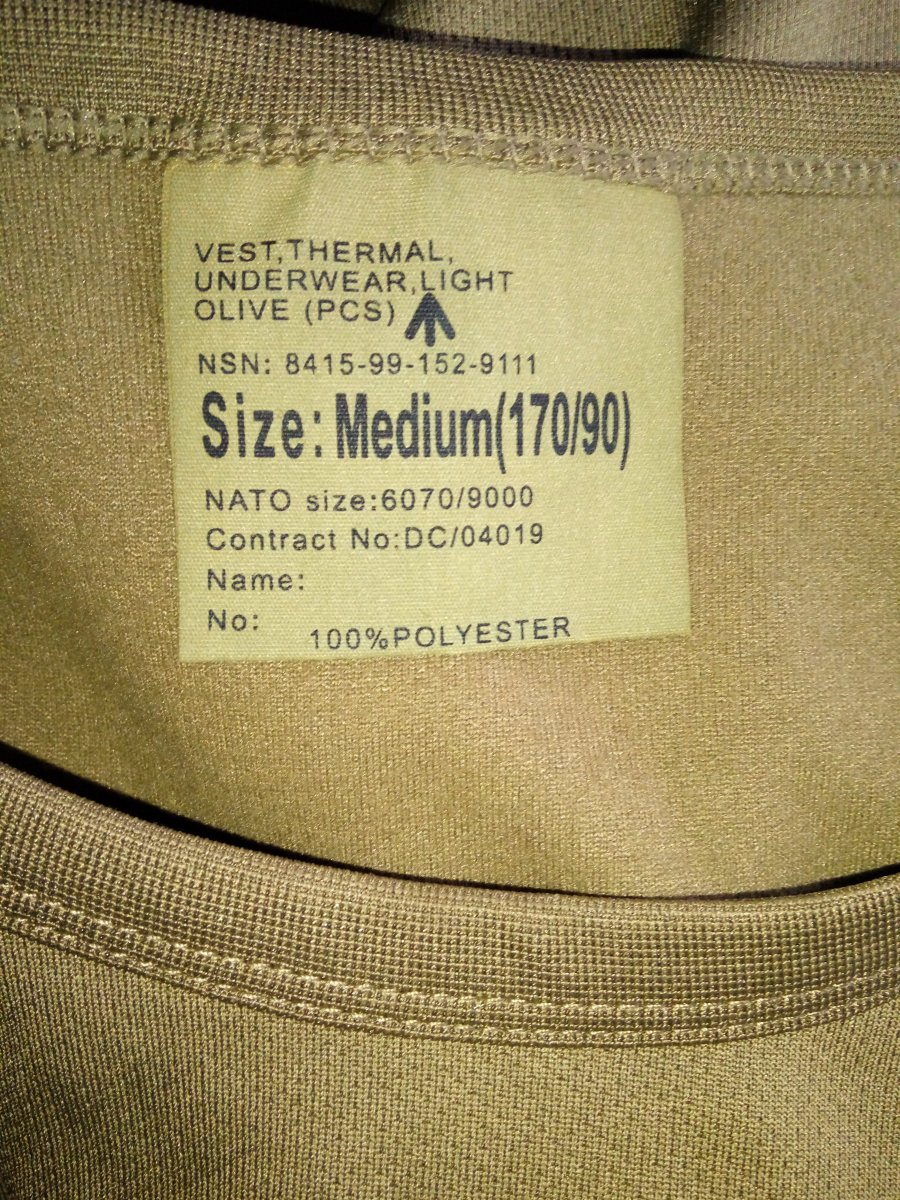 VEST,THERMAL,
UNDERWEAR,LIGHT
OLIVE (PCS)
NSN: 8415-99-152-9111
Size: Medium(170/90)
NATO size:6070/9000
Contract No:DC/04019
Name:
No:
100%POLYESTER